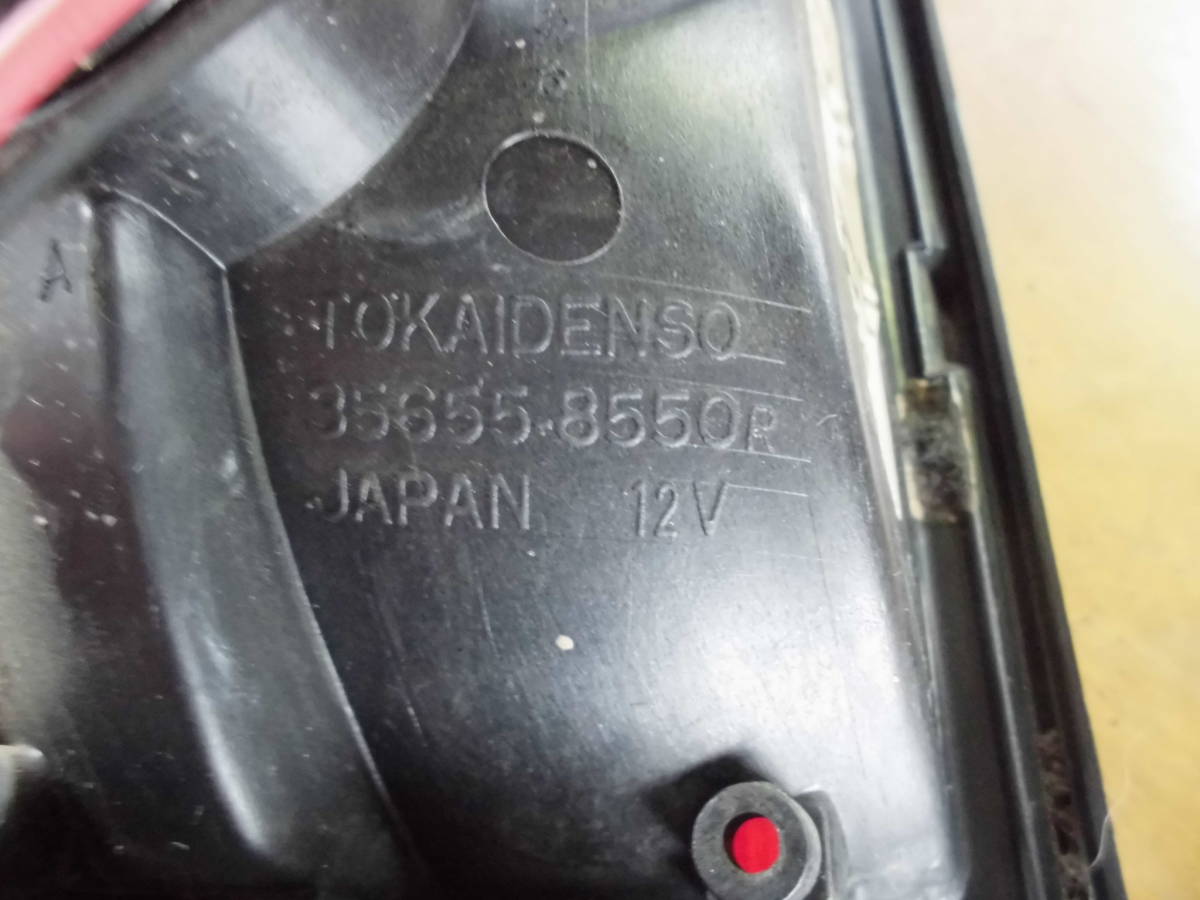 A
TOKAIDENSO
35655-8550R
JAPAN 12V